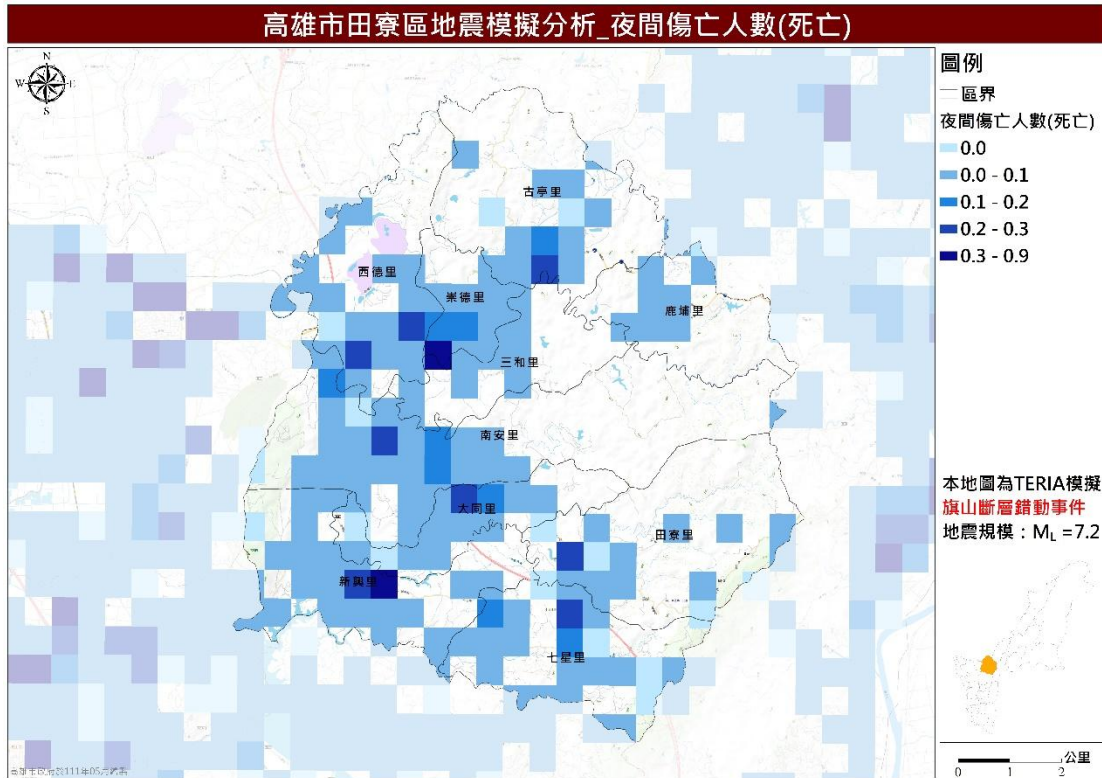 高雄市田寮區地震模擬分析_夜間傷亡人數(死亡)
N
W
E
S
圖例
區界
夜間傷亡人數(死亡)
0.0
0.0 - 0.1
0.1 - 0.2
0.2 - 0.3
0.3 - 0.9
古亭里
西德里
崇德里
鹿埔里
三和里
南安里
大同里
田寮里
新興里
七星里
本地圖為TERIA模擬
旗山斷層錯動事件
地震規模：ML =7.2
公里
0 1 2